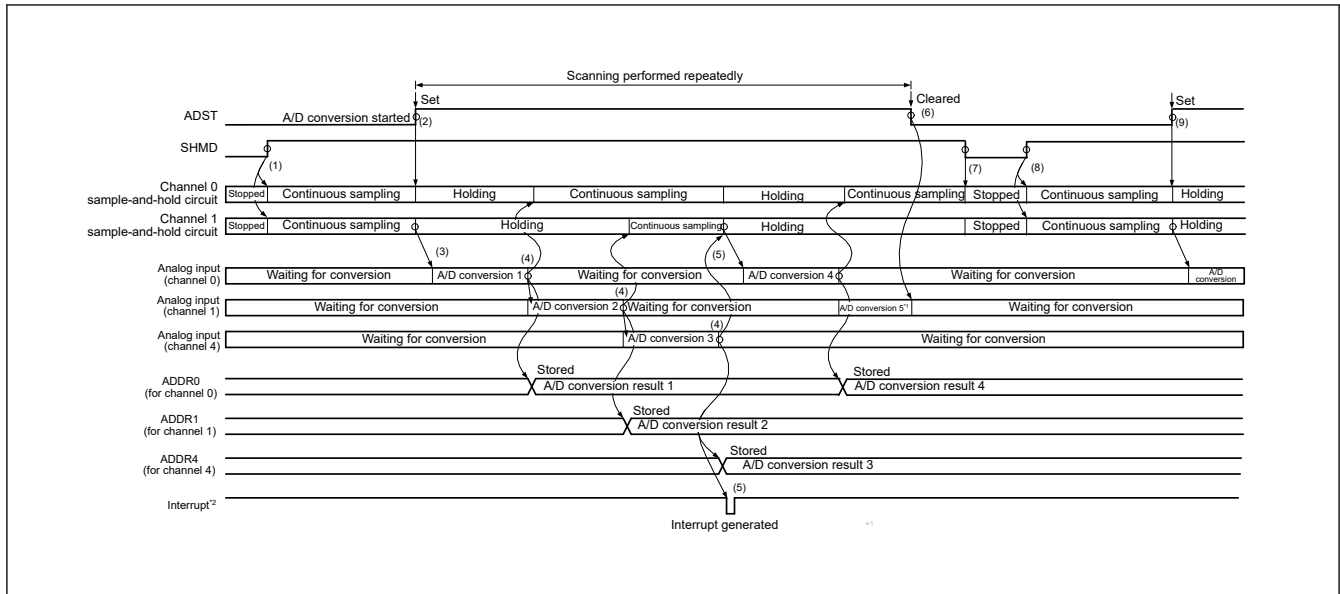 Scanning performed repeatedly
ADST
A/D conversion started
Set
(2)
Cleared
(6)
Set
(9)
SHMD
(1)
(7)
(8)
Channel 0
sample-and-hold circuit
Stopped
Continuous sampling
Holding
Continuous sampling
Holding
Continuous sampling
Stopped
Continuous sampling
Holding
Channel 1
sample-and-hold circuit
Stopped
Continuous sampling
Holding
Continuous sampling
Holding
Stopped
Continuous sampling
Holding
(3)
(4)
(5)
Analog input
(channel 0)
Waiting for conversion
A/D conversion 1
Waiting for conversion
A/D conversion 4
Waiting for conversion
A/D
conversion
(4)
Analog input
(channel 1)
Waiting for conversion
A/D conversion 2
Waiting for conversion
A/D conversion 5*1
Waiting for conversion
(4)
Analog input
(channel 4)
Waiting for conversion
A/D conversion 3
Waiting for conversion
ADDR0
(for channel 0)
Stored
A/D conversion result 1
Stored
A/D conversion result 4
ADDR1
(for channel 1)
Stored
A/D conversion result 2
ADDR4
(for channel 4)
Stored
A/D conversion result 3
Interrupt*2
(5)
Interrupt generated
*1